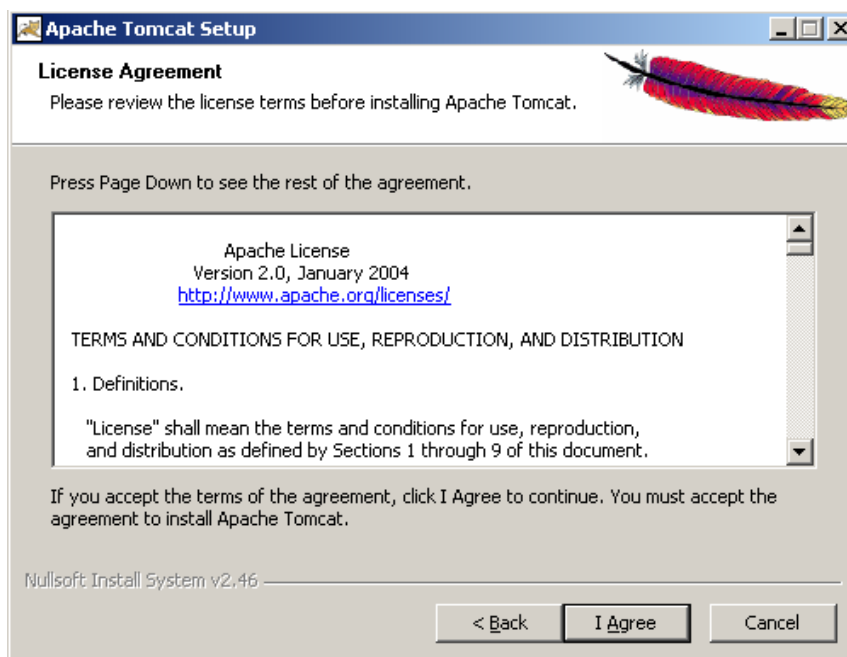 Apache Tomcat Setup
License Agreement
Please review the license terms before installing Apache Tomcat.
Press Page Down to see the rest of the agreement.
Apache License
Version 2.0, January 2004
http://www.apache.org/licenses/
TERMS AND CONDITIONS FOR USE, REPRODUCTION, AND DISTRIBUTION
1. Definitions.
"License" shall mean the terms and conditions for use, reproduction,
and distribution as defined by Sections 1 through 9 of this document.
If you accept the terms of the agreement, click I Agree to continue. You must accept the
agreement to install Apache Tomcat.
Nullsoft Install System v2.46
< Back I Agree Cancel